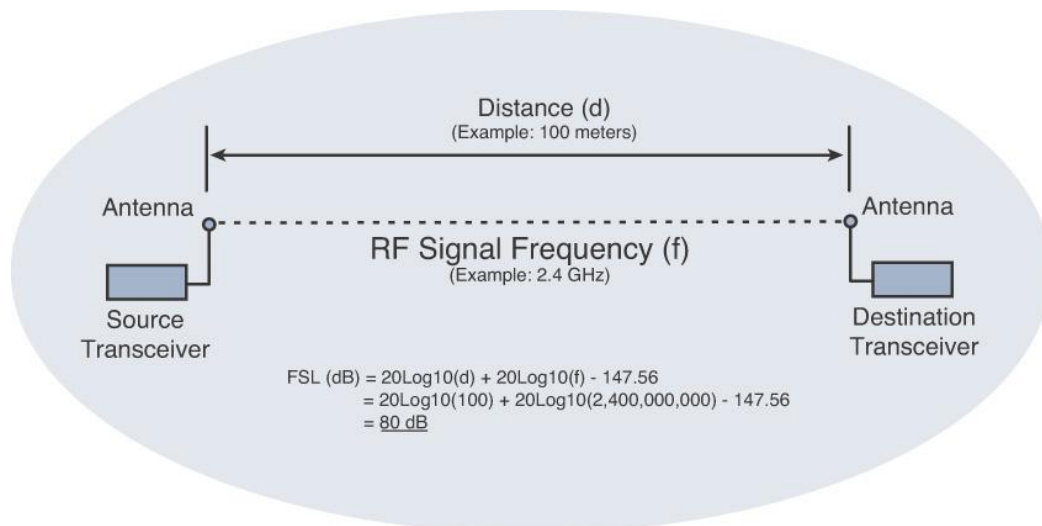 Distance (d)
(Example: 100 meters)
Antenna
Antenna
RF Signal Frequency (f)
(Example: 2.4 GHz)
Source
Transceiver
Destination
Transceiver
FSL (dB) = 20Log10(d) + 20Log10(f) - 147.56
= 20Log10(100) + 20Log10(2,400,000,000) - 147.56
= 80 dB